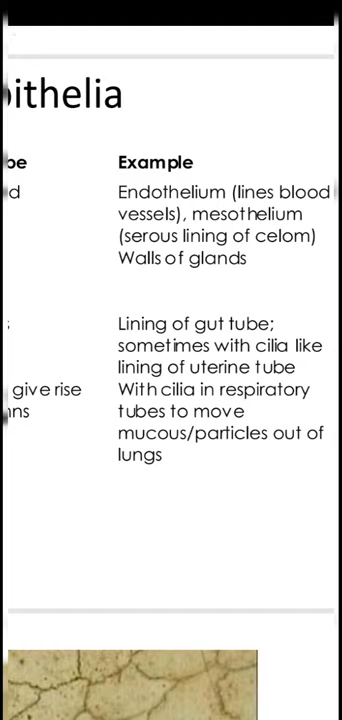 ithelia
be
Example
d
Endothelium (lines blood
vessels), mesothelium
(serous lining of celom)
Walls of glands
s
Lining of gut tube;
sometimes with cilia like
lining of uterine tube
give rise
With cilia in respiratory
ns
tubes to move
mucous/particles out of
lungs